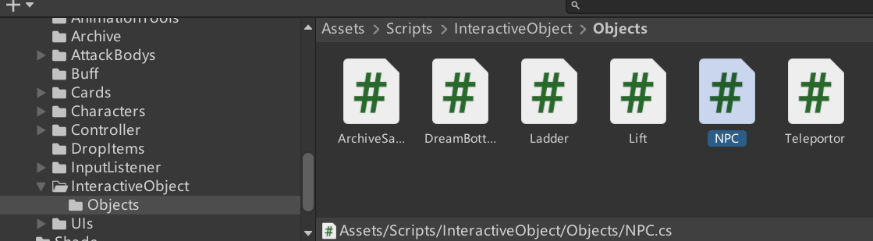 AnimationTools
Archive
AttackBodys
Buff
Cards
Characters
Controller
DropItems
InputListener
InteractiveObject
Objects
UIs
Shade
Assets > Scripts > InteractiveObject > Objects
ArchiveSa... DreamBott... Ladder Lift NPC Teleportor
Assets/Scripts/InteractiveObject/Objects/NPC.cs